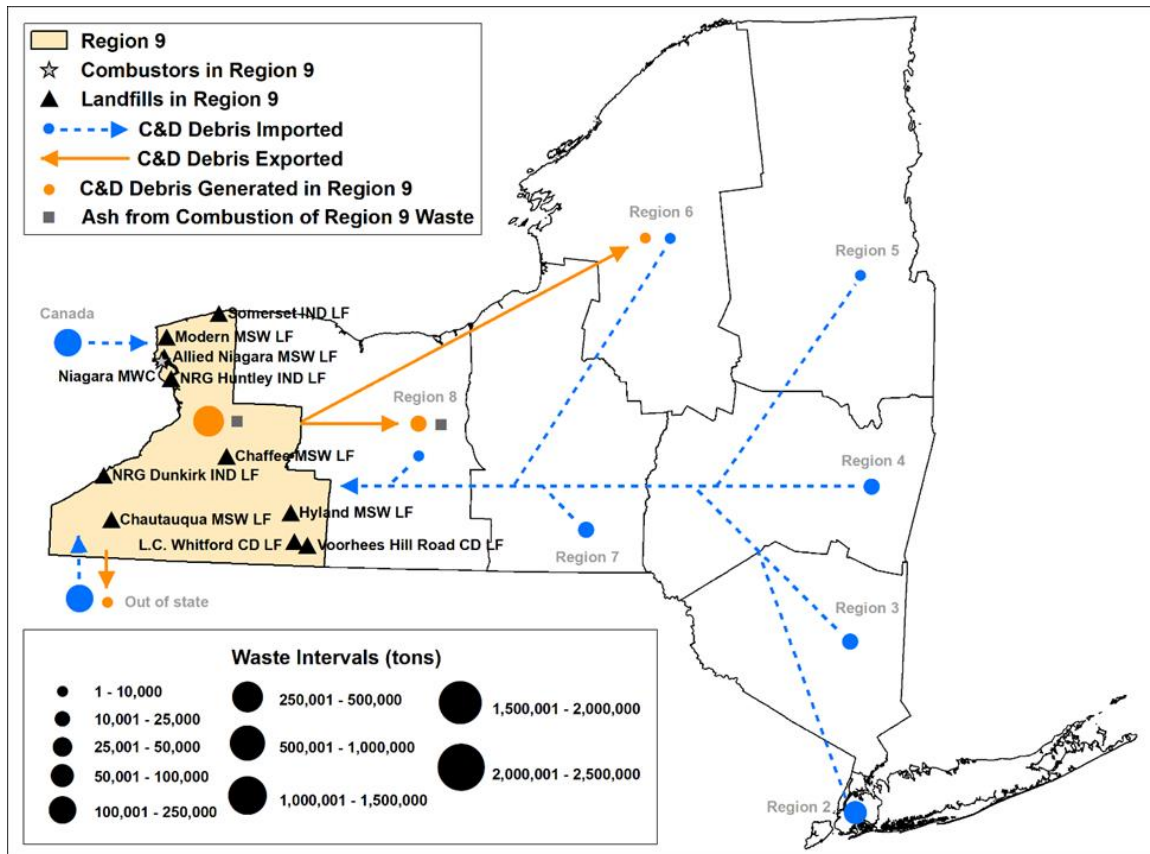 Region 9
Combustors in Region 9
Landfills in Region 9
C&D Debris Imported
C&D Debris Exported
C&D Debris Generated in Region 9
Ash from Combustion of Region 9 Waste
Region 6
Region 5
Canada
Somerset IND LF
Modern MSW LF
Allied Niagara MSW LF
Niagara MWC
NRG Huntley IND LF
Region 8
Chaffee MSW LF
NRG Dunkirk IND LF
Region 4
Chautauqua MSW LF
Hyland MSW LF
L.C. Whitford CD LF
Voorhees Hill Road CD LF
Region 7
Out of state
Region 3
Region 2
Waste Intervals (tons)
1 - 10,000
10,001 - 25,000
25,001 - 50,000
50,001 - 100,000
100,001 - 250,000
250,001 - 500,000
500,001 - 1,000,000
1,000,001 - 1,500,000
1,500,001 - 2,000,000
2,000,001 - 2,500,000